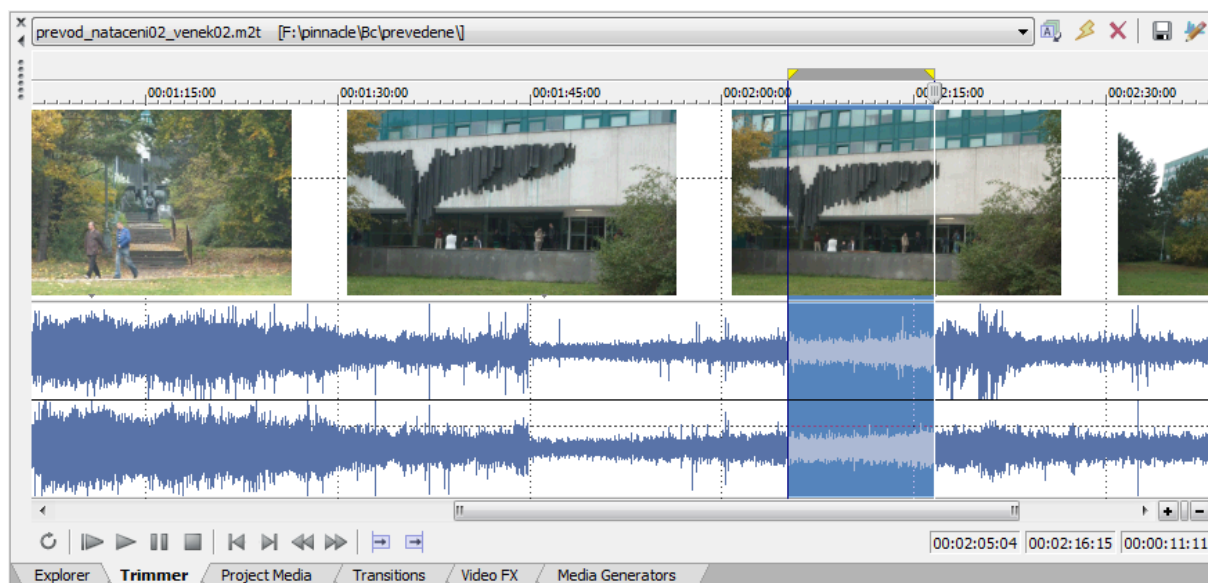 prevod_nataceni02_venek02.m2t [F:\pinnacle\Bc\prevedene\]
00:01:15:00 00:01:30:00 00:01:45:00 00:02:00:00 00:02:15:00 00:02:30:00
00:02:05:04 00:02:16:15 00:00:11:11
Explorer Trimmer Project Media Transitions Video FX Media Generators